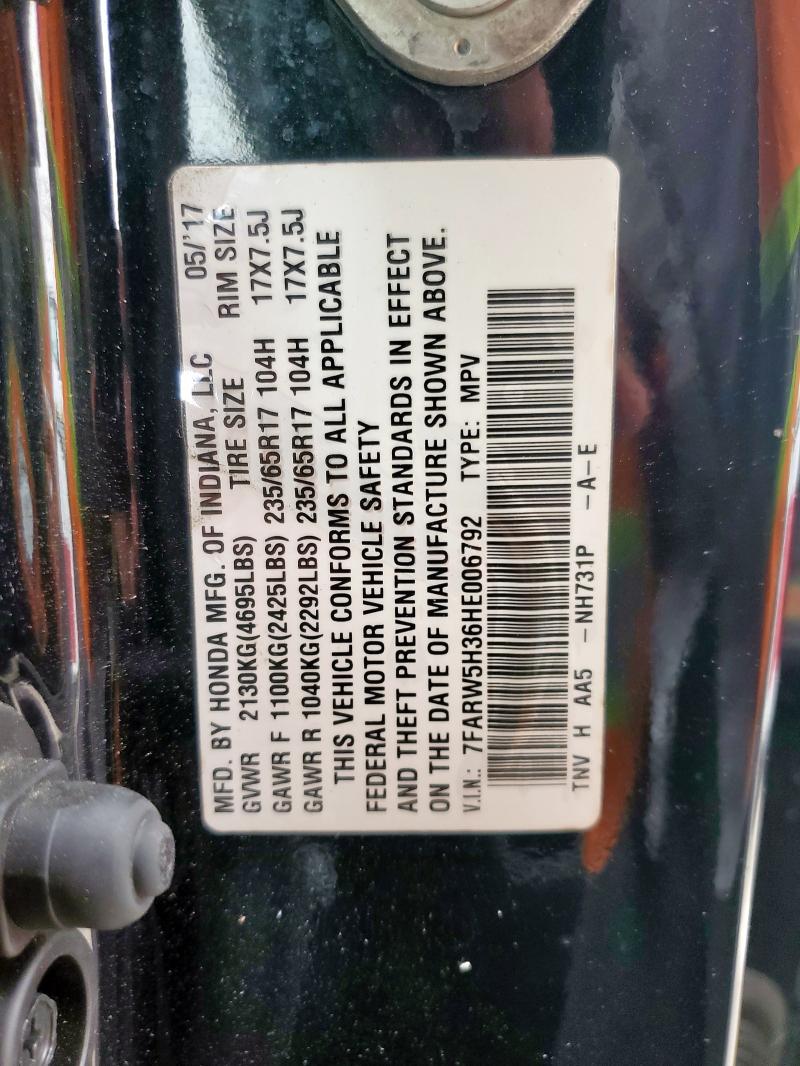 MFD. BY HONDA MFG. OF INDIANA, LLC 05/'17
GVWR 2130KG(4695LBS) TIRE SIZE RIM SIZE
GAWR F 1100KG(2425LBS) 235/65R17 104H 17X7.5J
GAWR R 1040KG(2292LBS) 235/65R17 104H 17X7.5J
THIS VEHICLE CONFORMS TO ALL APPLICABLE
FEDERAL MOTOR VEHICLE SAFETY
AND THEFT PREVENTION STANDARDS IN EFFECT
ON THE DATE OF MANUFACTURE SHOWN ABOVE.
V.I.N.: 7FARW5H36HE006792 TYPE: MPV
TNV H AA5 -NH731P -A-E